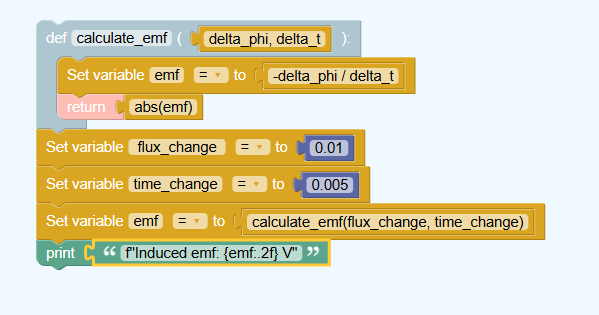 def calculate_emf ( delta_phi, delta_t ):
Set variable emf = to -delta_phi / delta_t
return abs(emf)
Set variable flux_change = to 0.01
Set variable time_change = to 0.005
Set variable emf = to calculate_emf(flux_change, time_change)
print “ f"Induced emf: {emf:.2f} V" ”